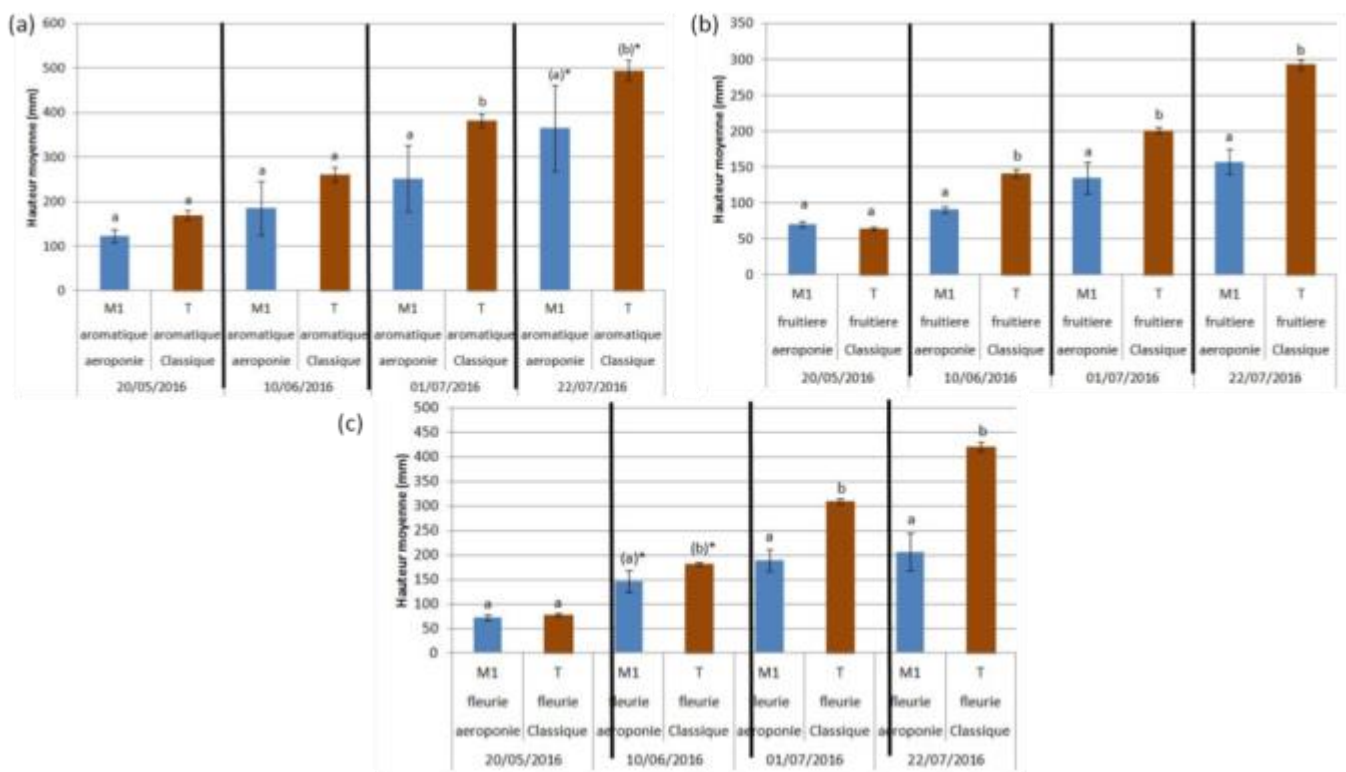 (a)
Hauteur moyenne (mm)
600
500
400
300
200
100
0
a
a
a
a
a
b
(a)*
(b)*
M1 T M1 T M1 T M1 T
aromatique aromatique aromatique aromatique aromatique aromatique aromatique aromatique
aeroponie Classique aeroponie Classique aeroponie Classique aeroponie Classique
20/05/2016 10/06/2016 01/07/2016 22/07/2016
(b)
Hauteur moyenne (mm)
350
300
250
200
150
100
50
0
a
a
a
b
a
b
a
b
M1 T M1 T M1 T M1 T
fruitiere fruitiere fruitiere fruitiere fruitiere fruitiere fruitiere fruitiere
aeroponie Classique aeroponie Classique aeroponie Classique aeroponie Classique
20/05/2016 10/06/2016 01/07/2016 22/07/2016
(c)
Hauteur moyenne (mm)
500
450
400
350
300
250
200
150
100
50
0
a
a
(a)*
(b)*
a
b
a
b
M1 T M1 T M1 T M1 T
fleurie fleurie fleurie fleurie fleurie fleurie fleurie fleurie
aeroponie Classique aeroponie Classique aeroponie Classique aeroponie Classique
20/05/2016 10/06/2016 01/07/2016 22/07/2016